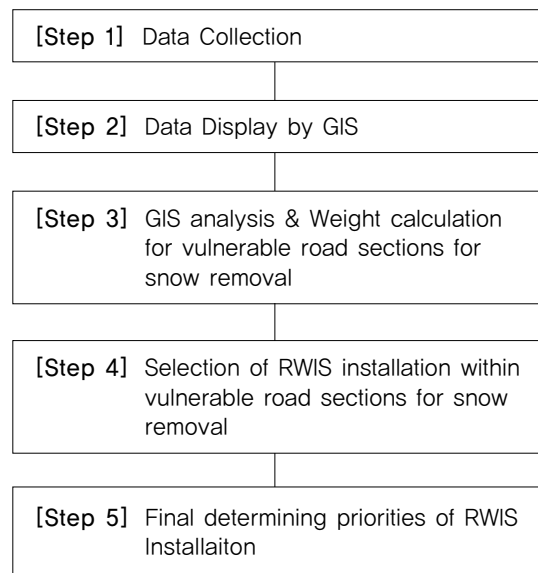 [Step 1] Data Collection
[Step 2] Data Display by GIS
[Step 3] GIS analysis & Weight calculation
for vulnerable road sections for
snow removal
[Step 4] Selection of RWIS installation within
vulnerable road sections for snow
removal
[Step 5] Final determining priorities of RWIS
Installaiton